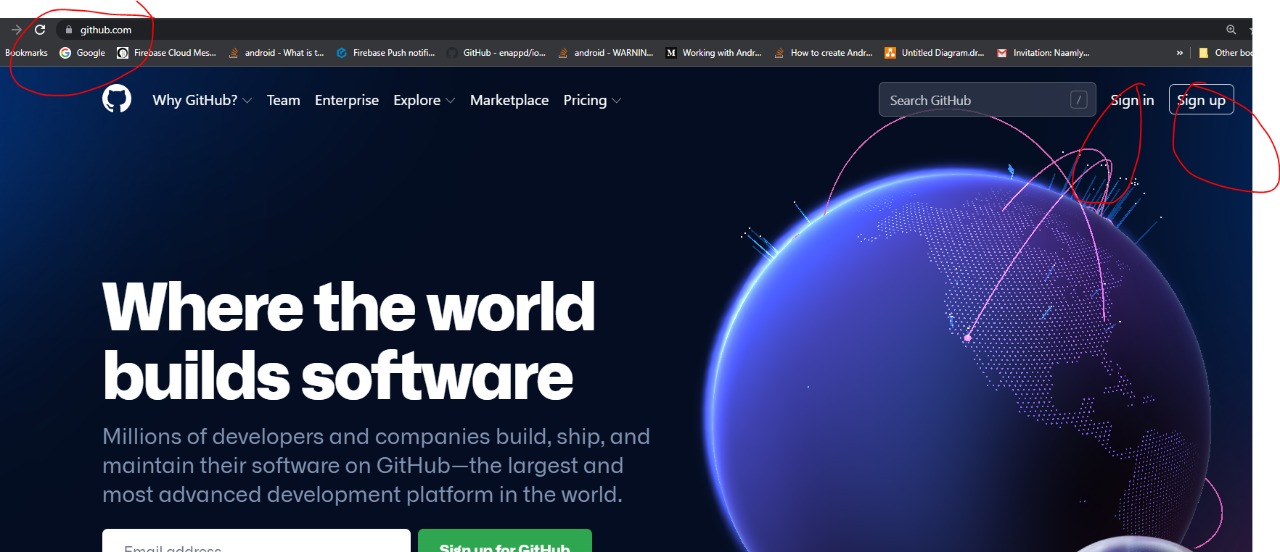 github.com
Bookmarks Google Firebase Cloud Mes... android - What is t... Firebase Push notifi... GitHub - enappd/io... android - WARNIN... M Working with Andr... How to create Andr... Untitled Diagram.dr... Invitation: Naamly... » Other boo
Why GitHub? Team Enterprise Explore Marketplace Pricing Search GitHub / Sign in Sign up
Where the world
builds software
Millions of developers and companies build, ship, and
maintain their software on GitHub—the largest and
most advanced development platform in the world.
Email address Sign up for GitHub